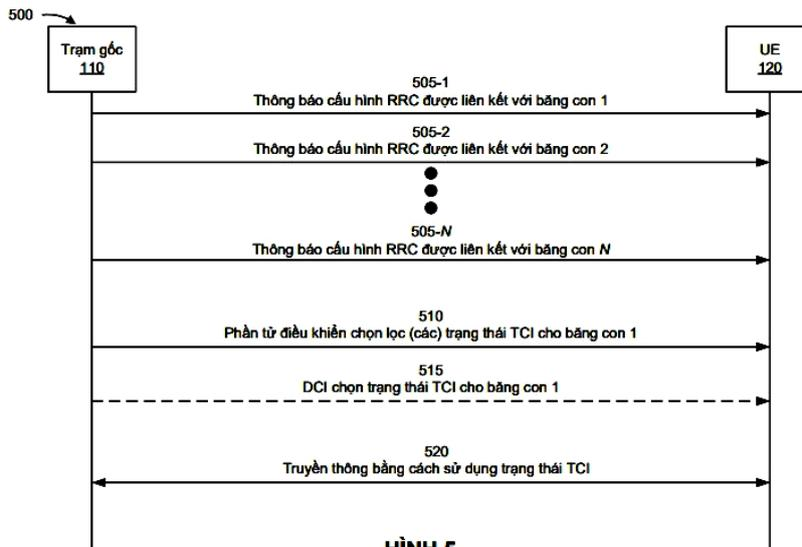 500
Trạm gốc
110
UE
120
505-1
Thông báo cấu hình RRC được liên kết với băng con 1
505-2
Thông báo cấu hình RRC được liên kết với băng con 2
505-N
Thông báo cấu hình RRC được liên kết với băng con N
510
Phần tử điều khiển chọn lọc (các) trạng thái TCI cho băng con 1
515
DCI chọn trạng thái TCI cho băng con 1
520
Truyền thông bằng cách sử dụng trạng thái TCI
HÌNH 5